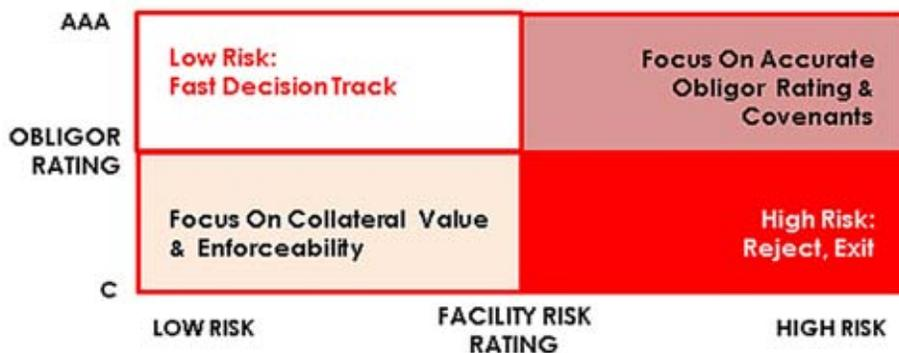 AAA
Low Risk:
Fast Decision Track
Focus On Accurate
Obligor Rating &
Covenants
OBLIGOR
RATING
Focus On Collateral Value
& Enforceability
High Risk:
Reject, Exit
C
LOW RISK
FACILITY RISK
RATING
HIGH RISK